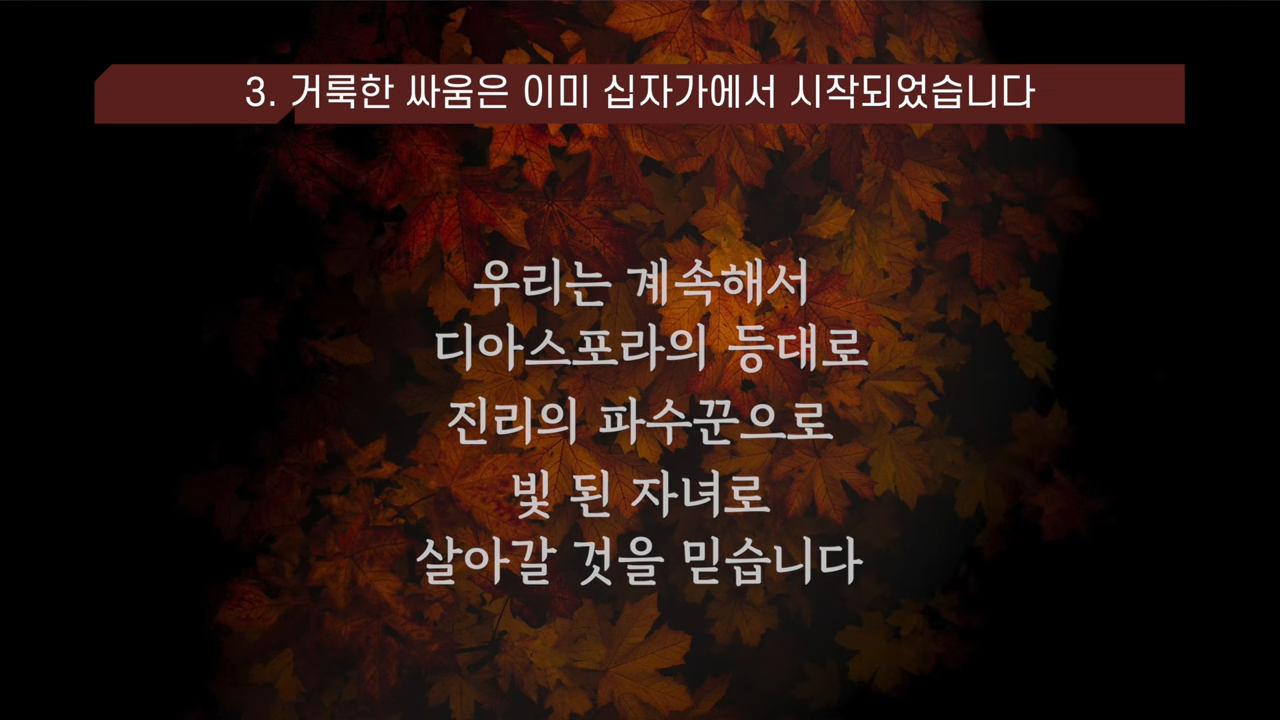 3. 거룩한 싸움은 이미 십자가에서 시작되었습니다
우리는 계속해서
디아스포라의 등대로
진리의 파수꾼으로
빛 된 자녀로
살아갈 것을 믿습니다